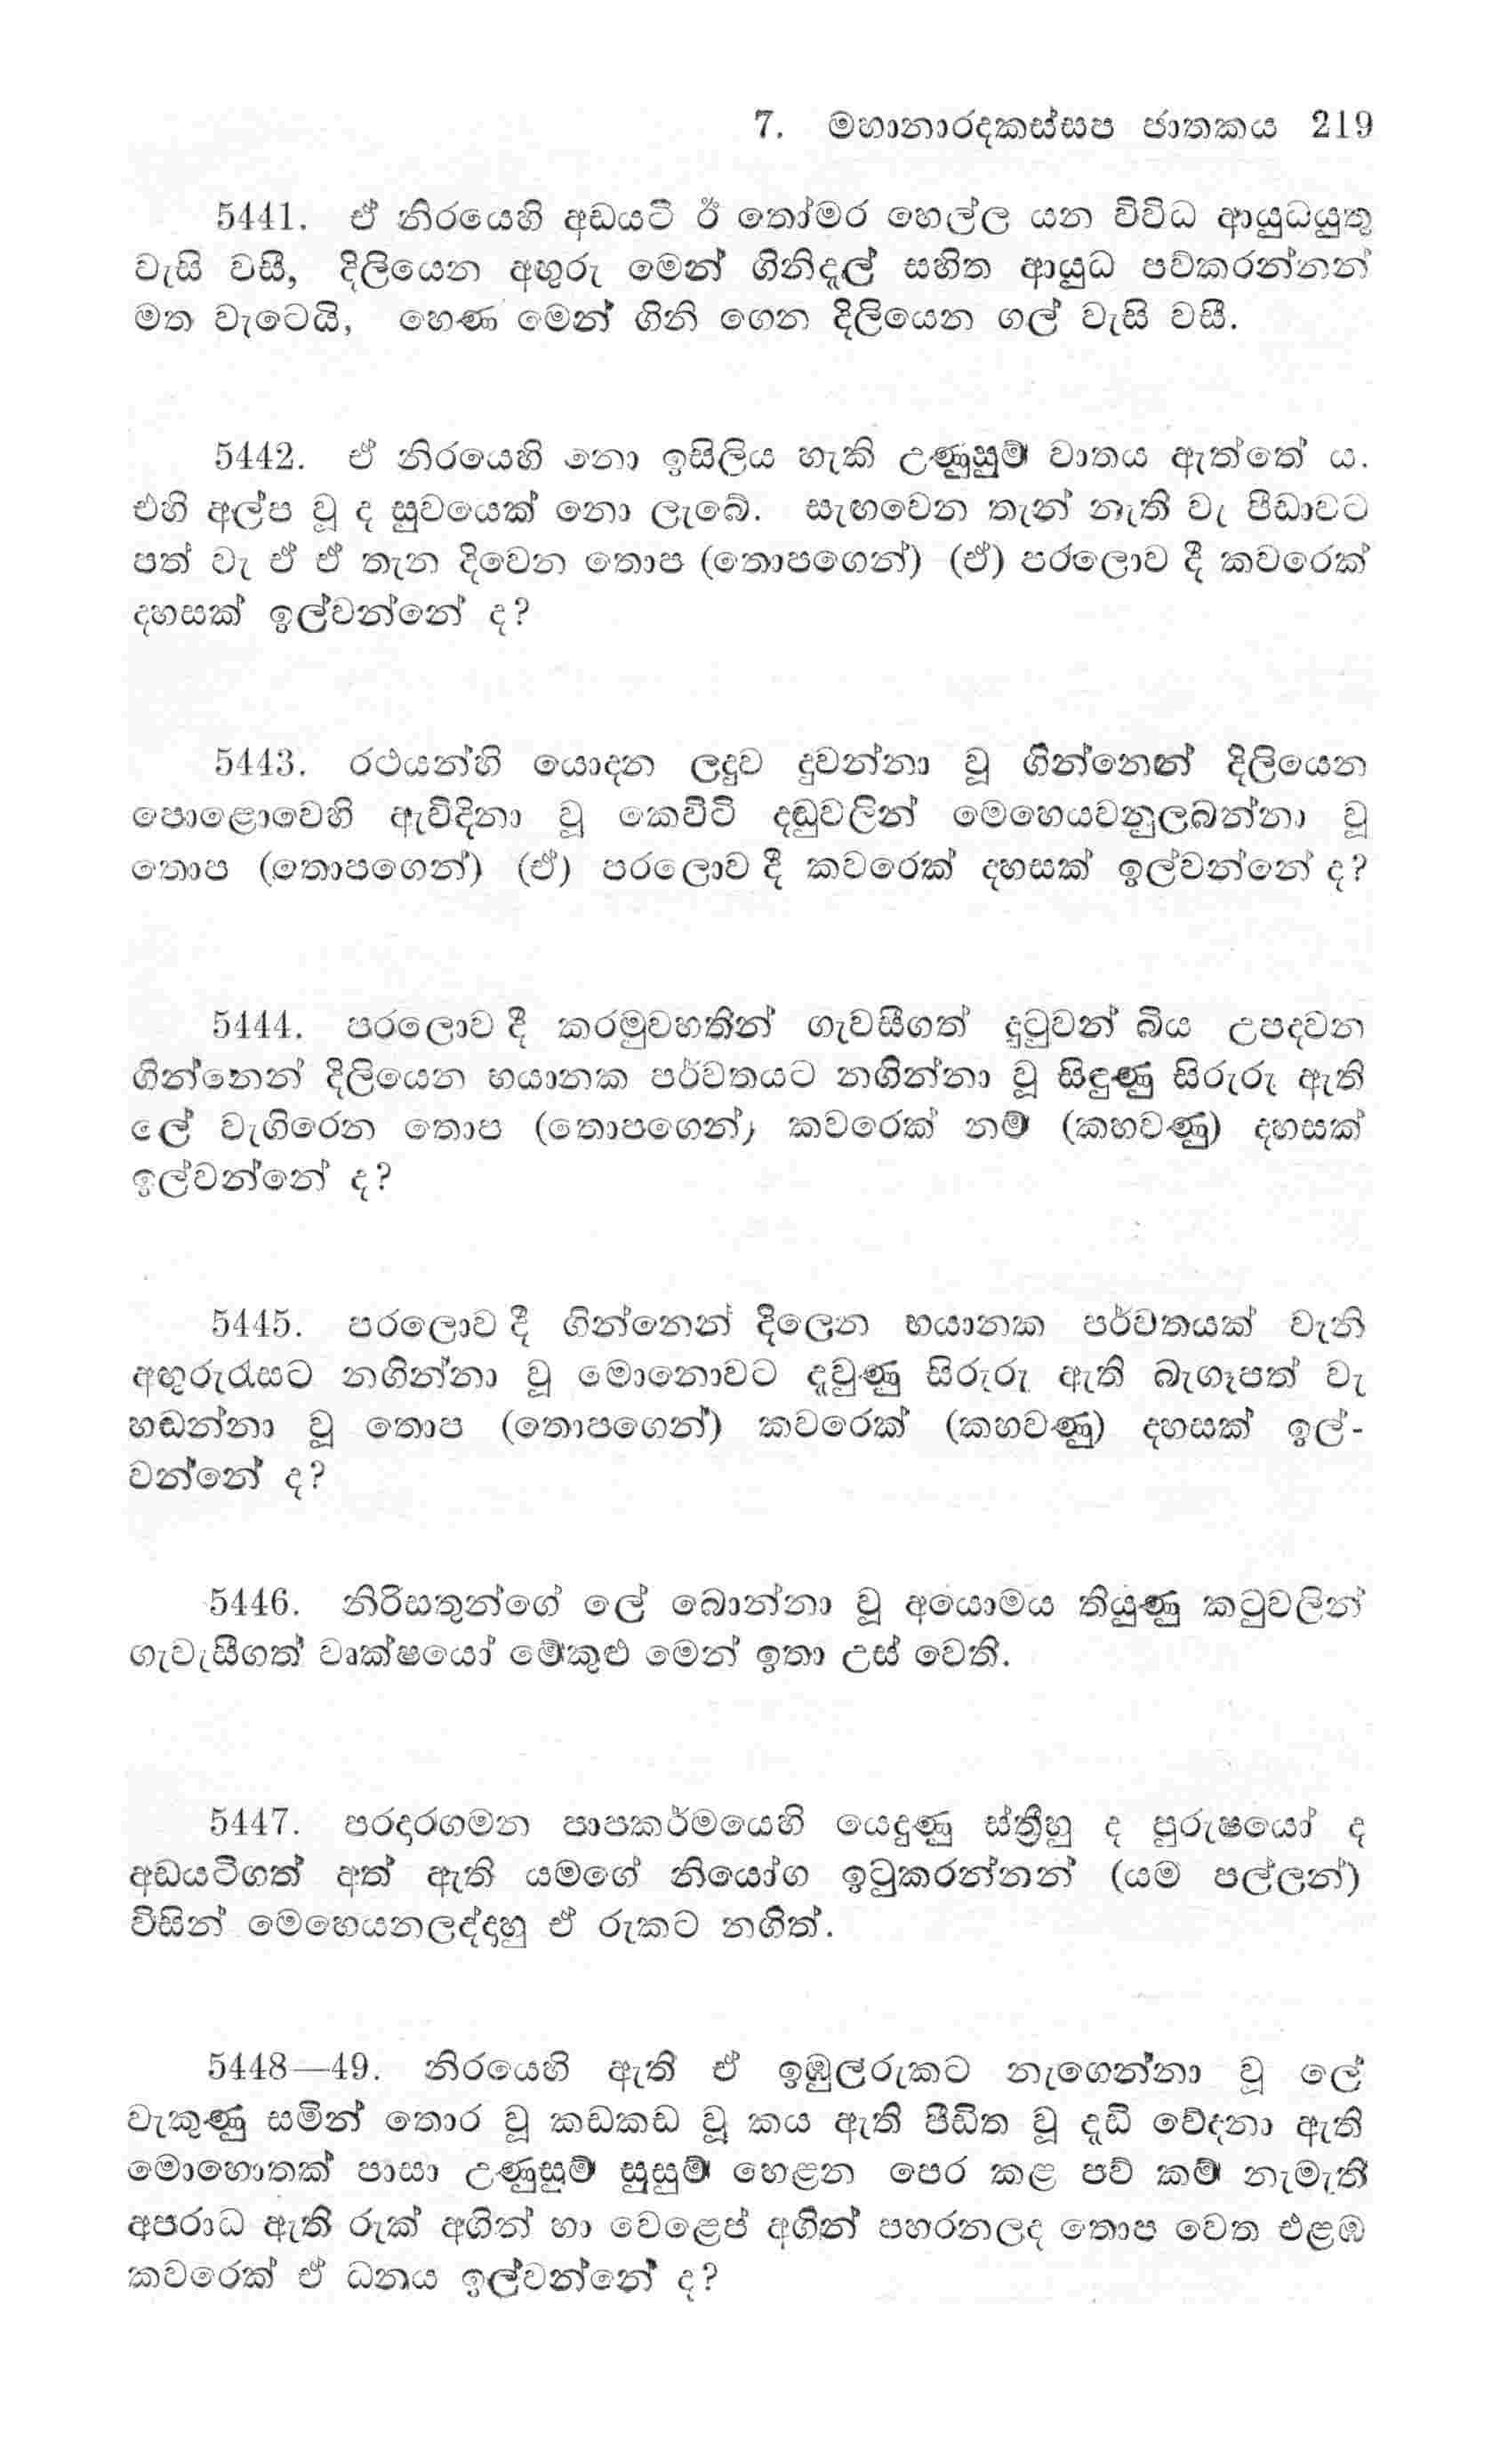 7. මහානාරදකස්සප ජාතකය 219
5441. ඒ නිරයෙහි අඩයටි ඊ තෝමර හෙල්ල යන විවිධ ආයුධයුතු
වැසි වසී, දිලියෙන අඟුරු මෙන් ගිනිදැල් සහිත ආයුධ පව්කරන්නන්
මත වැටෙයි, හෙණ මෙන් ගිනි ගෙන දිලියෙන ගල් වැසි වසී.
5442. ඒ නිරයෙහි නො ඉසිලිය හැකි උණුසුම් වාතය ඇත්තේ ය.
එහි අල්ප වූ ද සුවයෙක් නො ලැබේ. සැඟවෙන තැන් නැති වැ පීඩාවට
පත් වැ ඒ ඒ තැන දිවෙන තොප (තොපගෙන්) (ඒ) පරලොව දී කවරෙක්
දහසක් ඉල්වන්නේ ද?
5443. රථයන්හි යොදන ලදුව දුවන්නා වූ ගින්නෙන් දිලියෙන
පොළොවෙහි ඇවිදිනා වූ කෙවිටි දඬුවලින් මෙහෙයවනුලබන්නා වූ
තොප (තොපගෙන්) (ඒ) පරලොව දී කවරෙක් දහසක් ඉල්වන්නේ ද?
5444. පරලොව දී කරමුවහතින් ගැවසීගත් දුටුවන් බිය උපදවන
ගින්නෙන් දිලියෙන භයානක පර්වතයට නගින්නා වූ සිඳුණු සිරුරු ඇති
ලේ වැගිරෙන තොප (තොපගෙන්) කවරෙක් නම් (කහවණු) දහසක්
ඉල්වන්නේ ද?
5445. පරලොව දී ගින්නෙන් දිලෙන භයානක පර්වතයක් වැනි
අඟුරුරැසට නගින්නා වූ මොනොවට දැවුණු සිරුරු ඇති බැගෑපත් වැ
හඬන්නා වූ තොප (තොපගෙන්) කවරෙක් (කහවණු) දහසක් ඉල්-
වන්නේ ද?
5446. නිරිසතුන්ගේ ලේ බොන්නා වූ අයොමය තියුණු කටුවලින්
ගැවැසීගත් වෘක්ෂයෝ මේකුළු මෙන් ඉතා උස් වෙති.
5447. පරදාරගමන පාපකර්මයෙහි යෙදුණු ස්ත්‍රීහු ද පුරුෂයෝ ද
අඩයටිගත් අත් ඇති යමගේ නියෝග ඉටුකරන්නන් (යම පල්ලන්)
විසින් මෙහෙයනලද්දහු ඒ රුකට නගිත්.
5448—49. නිරයෙහි ඇති ඒ ඉඹුල්රුකට නැගෙන්නා වූ ලේ
වැකුණු සමින් තොර වූ කඩකඩ වූ කය ඇති පීඩිත වූ දැඩි වේදනා ඇති
මොහොතක් පාසා උණුසුම් සුසුම් හෙළන පෙර කළ පව් කම් නැමැති
අපරාධ ඇති රුක් අගින් හා වෙළෙප් අගින් පහරනලද තොප වෙත එළඹ
කවරෙක් ඒ ධනය ඉල්වන්නේ ද?